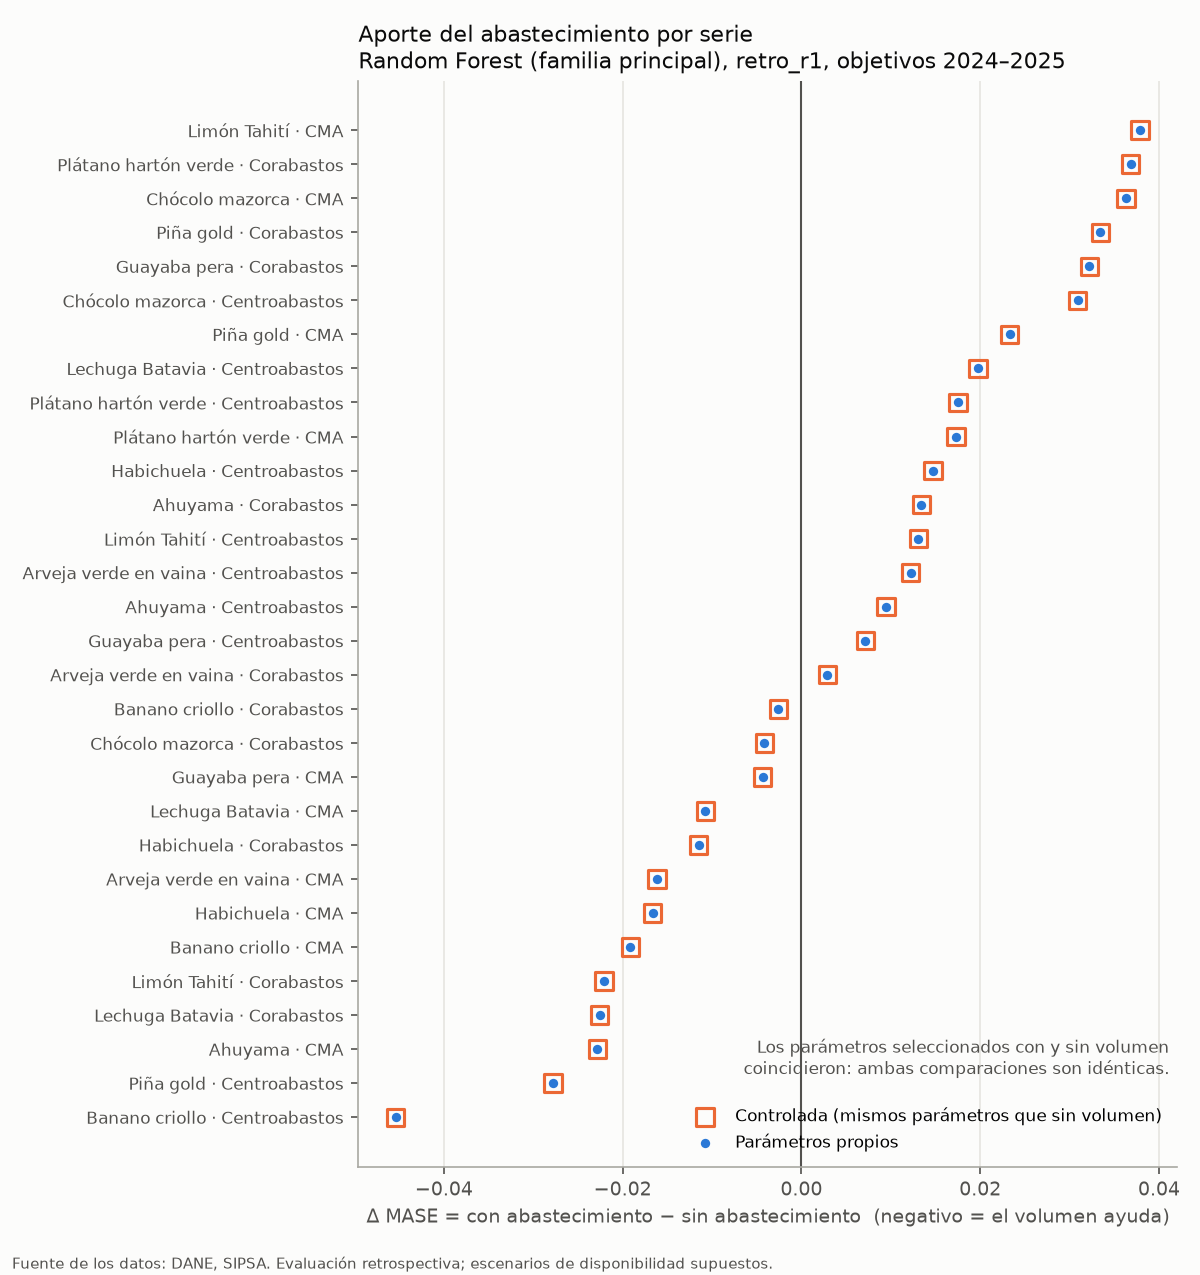 Aporte del abastecimiento por serie
Random Forest (familia principal), retro_r1, objetivos 2024–2025
Limón Tahití · CMA
Plátano hartón verde · Corabastos
Chócolo mazorca · CMA
Piña gold · Corabastos
Guayaba pera · Corabastos
Chócolo mazorca · Centroabastos
Piña gold · CMA
Lechuga Batavia · Centroabastos
Plátano hartón verde · Centroabastos
Plátano hartón verde · CMA
Habichuela · Centroabastos
Ahuyama · Corabastos
Limón Tahití · Centroabastos
Arveja verde en vaina · Centroabastos
Ahuyama · Centroabastos
Guayaba pera · Centroabastos
Arveja verde en vaina · Corabastos
Banano criollo · Corabastos
Chócolo mazorca · Corabastos
Guayaba pera · CMA
Lechuga Batavia · CMA
Habichuela · Corabastos
Arveja verde en vaina · CMA
Habichuela · CMA
Banano criollo · CMA
Limón Tahití · Corabastos
Lechuga Batavia · Corabastos
Ahuyama · CMA
Piña gold · Centroabastos
Banano criollo · Centroabastos
Los parámetros seleccionados con y sin volumen
coincidieron: ambas comparaciones son idénticas.
Controlada (mismos parámetros que sin volumen)
Parámetros propios
−0.04 −0.02 0.00 0.02 0.04
Δ MASE = con abastecimiento − sin abastecimiento (negativo = el volumen ayuda)
Fuente de los datos: DANE, SIPSA. Evaluación retrospectiva; escenarios de disponibilidad supuestos.